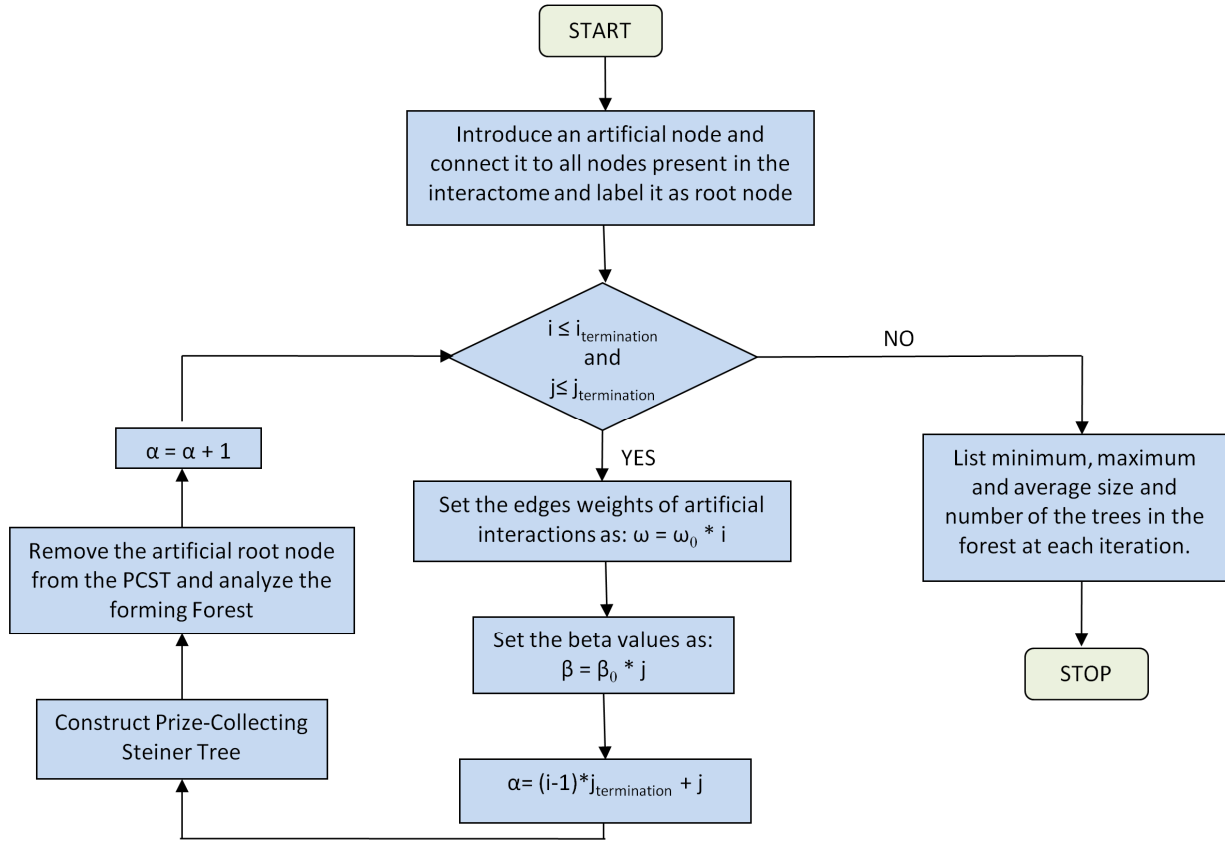 START
Introduce an artificial node and
connect it to all nodes present in the
interactome and label it as root node
i ≤ i_termination
and
j≤ j_termination
NO
YES
α = α + 1
Set the edges weights of artificial
interactions as: ω = ω₀ * i
List minimum, maximum
and average size and
number of the trees in the
forest at each iteration.
Remove the artificial root node
from the PCST and analyze the
forming Forest
Set the beta values as:
β = β₀ * j
STOP
Construct Prize-Collecting
Steiner Tree
α= (i-1)*j_termination + j